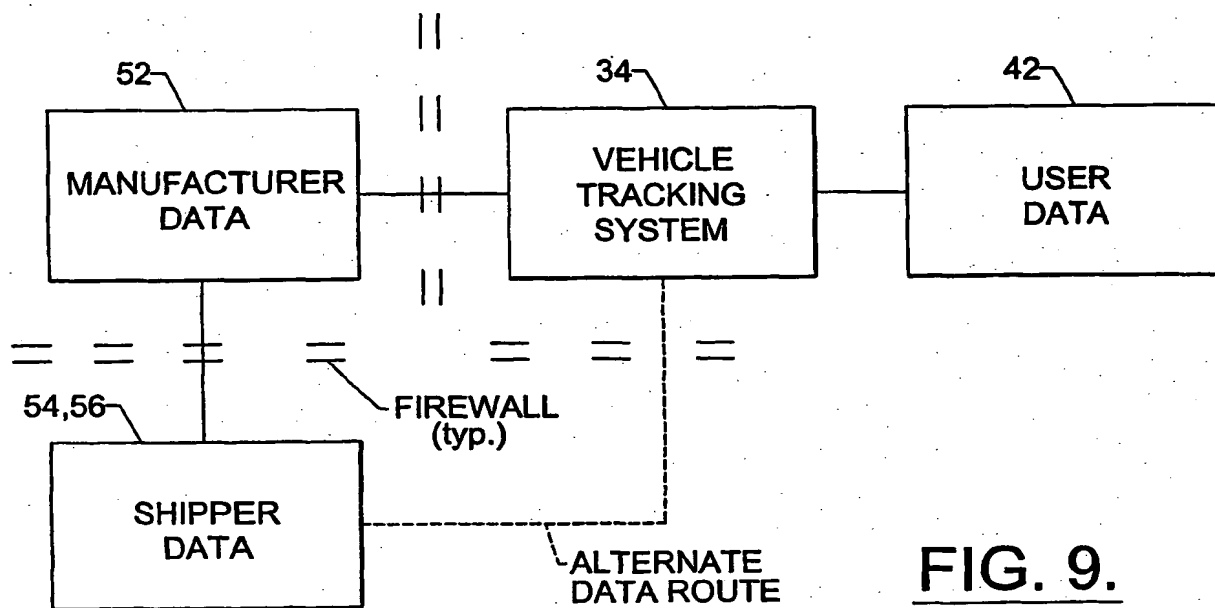 52
34
42
MANUFACTURER
DATA
VEHICLE
TRACKING
SYSTEM
USER
DATA
54,56
FIREWALL
(typ.)
SHIPPER
DATA
ALTERNATE
DATA ROUTE
FIG. 9.